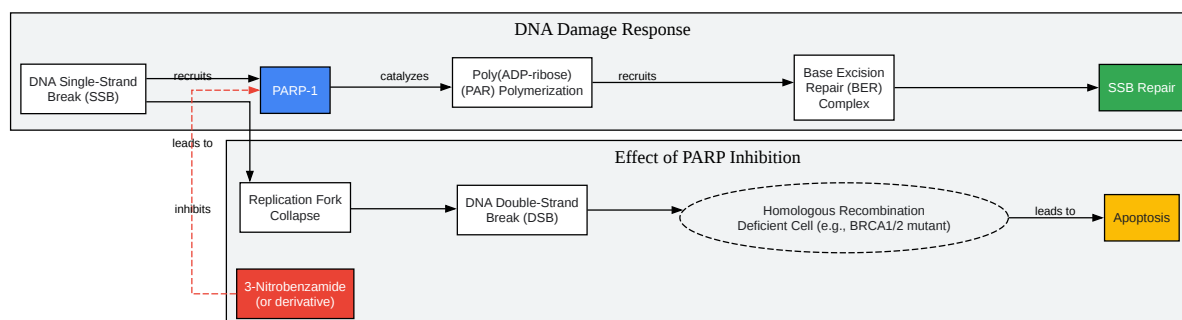 DNA Damage Response
DNA Single-Strand
Break (SSB)
recruits
PARP-1
catalyzes
Poly(ADP-ribose)
(PAR) Polymerization
recruits
Base Excision
Repair (BER)
Complex
SSB Repair
leads to
Effect of PARP Inhibition
inhibits
Replication Fork
Collapse
DNA Double-Strand
Break (DSB)
Homologous Recombination
Deficient Cell (e.g., BRCA1/2 mutant)
leads to
Apoptosis
3-Nitrobenzamide
(or derivative)